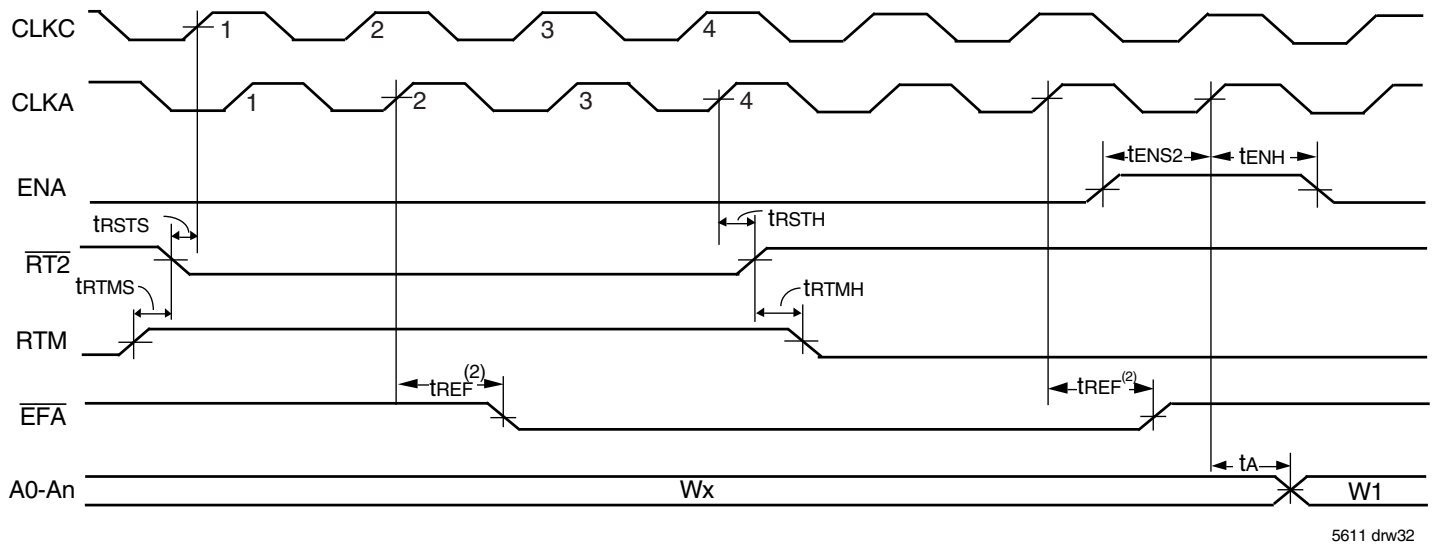 CLKC 1 2 3 4
CLKA 1 2 3 4
tENS2 tENH
ENA
tRSTS tRSTH
RT2
tRTMS tRTMH
RTM
tREF(2) tREF(2)
EFA
tA
A0-An Wx W1
5611 drw32